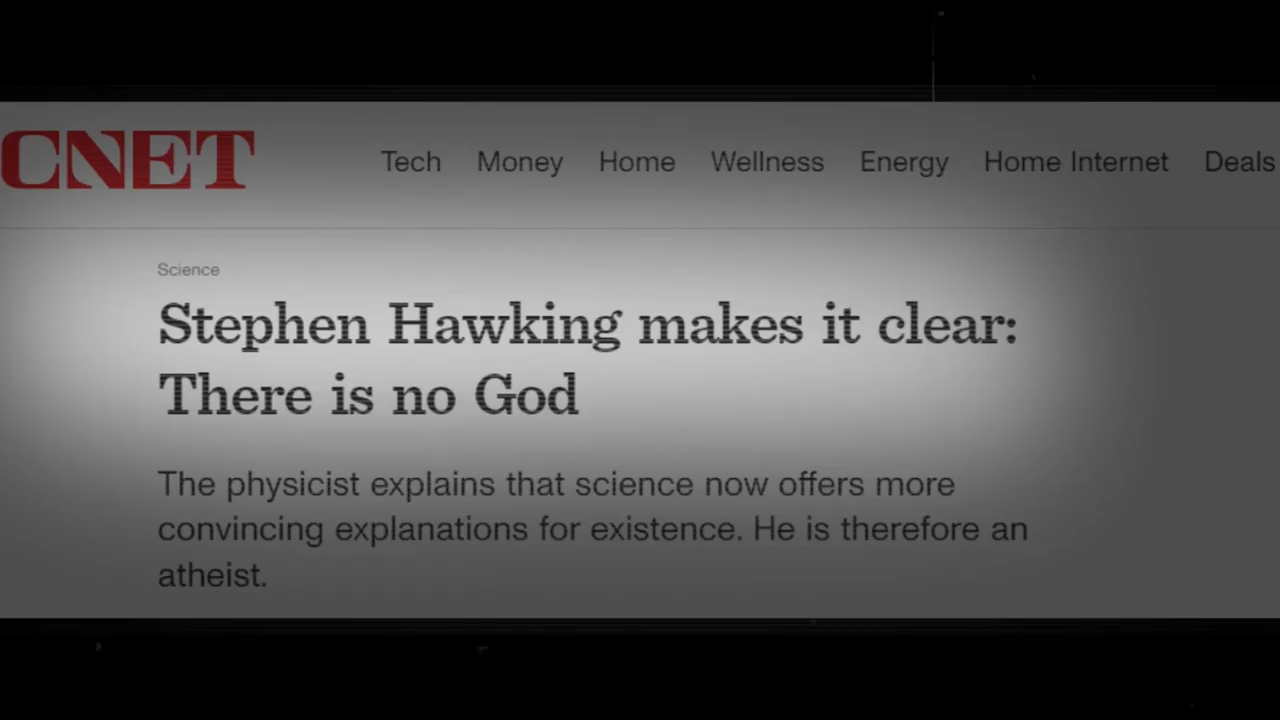 CNET Tech Money Home Wellness Energy Home Internet Deals
Science
Stephen Hawking makes it clear:
There is no God
The physicist explains that science now offers more
convincing explanations for existence. He is therefore an
atheist.